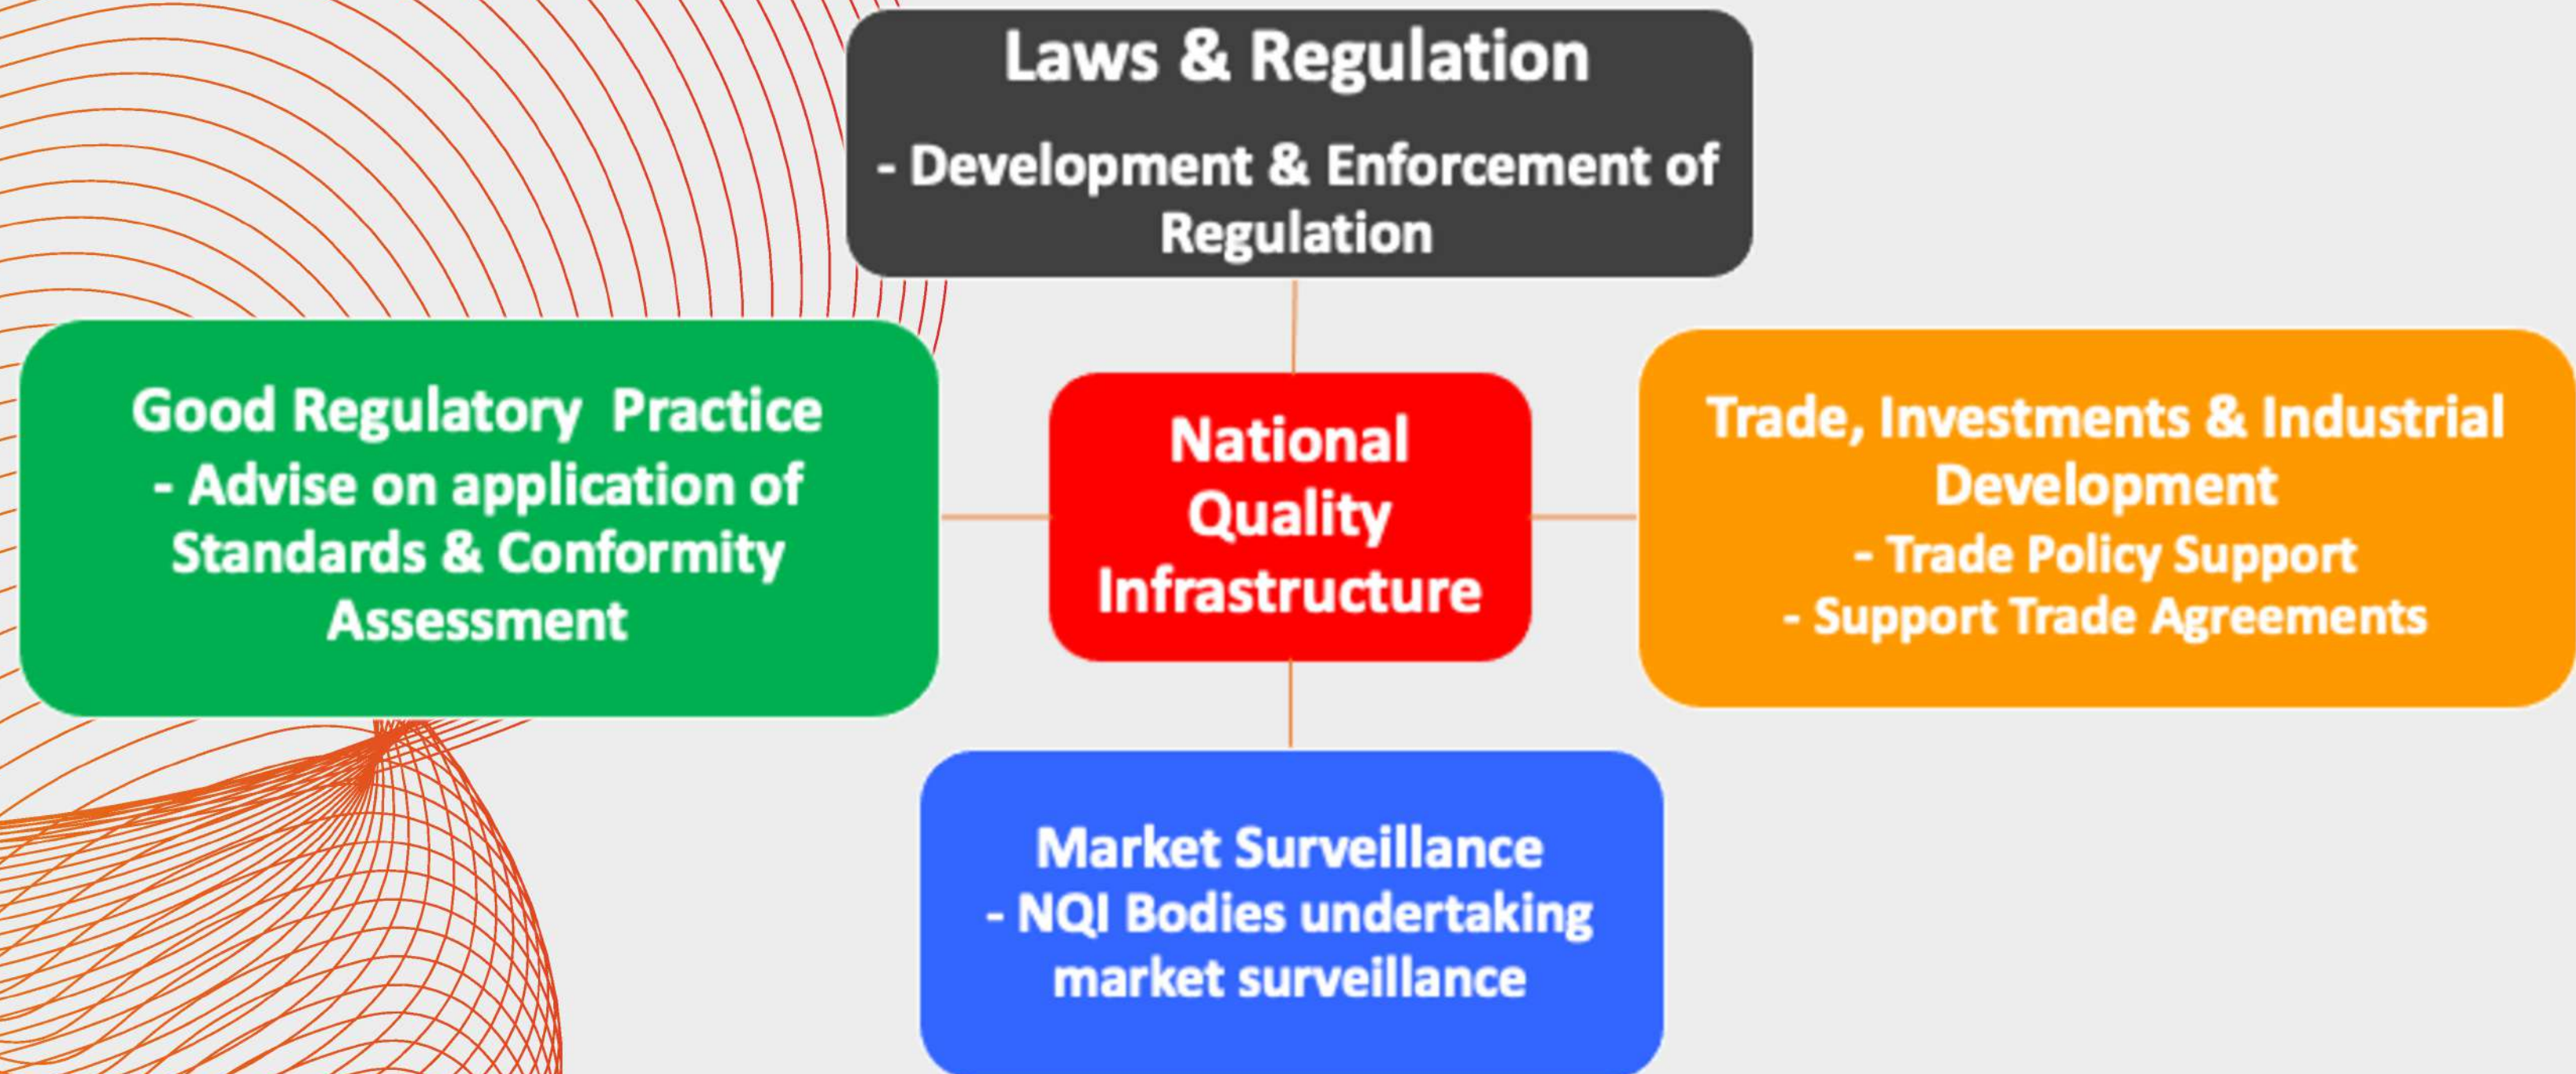 Laws & Regulation
- Development & Enforcement of
Regulation
Good Regulatory Practice
- Advise on application of
Standards & Conformity
Assessment
National
Quality
Infrastructure
Trade, Investments & Industrial
Development
- Trade Policy Support
- Support Trade Agreements
Market Surveillance
- NQI Bodies undertaking
market surveillance